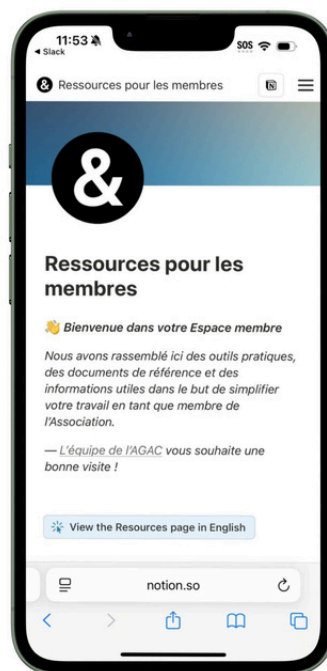 11:53
SOS
◀ Slack
& Ressources pour les membres
&
Ressources pour les
membres
👋 Bienvenue dans votre Espace membre
Nous avons rassemblé ici des outils pratiques,
des documents de référence et des
informations utiles dans le but de simplifier
votre travail en tant que membre de
l'Association.
— L'équipe de l'AGAC vous souhaite une
bonne visite !
View the Resources page in English
notion.so